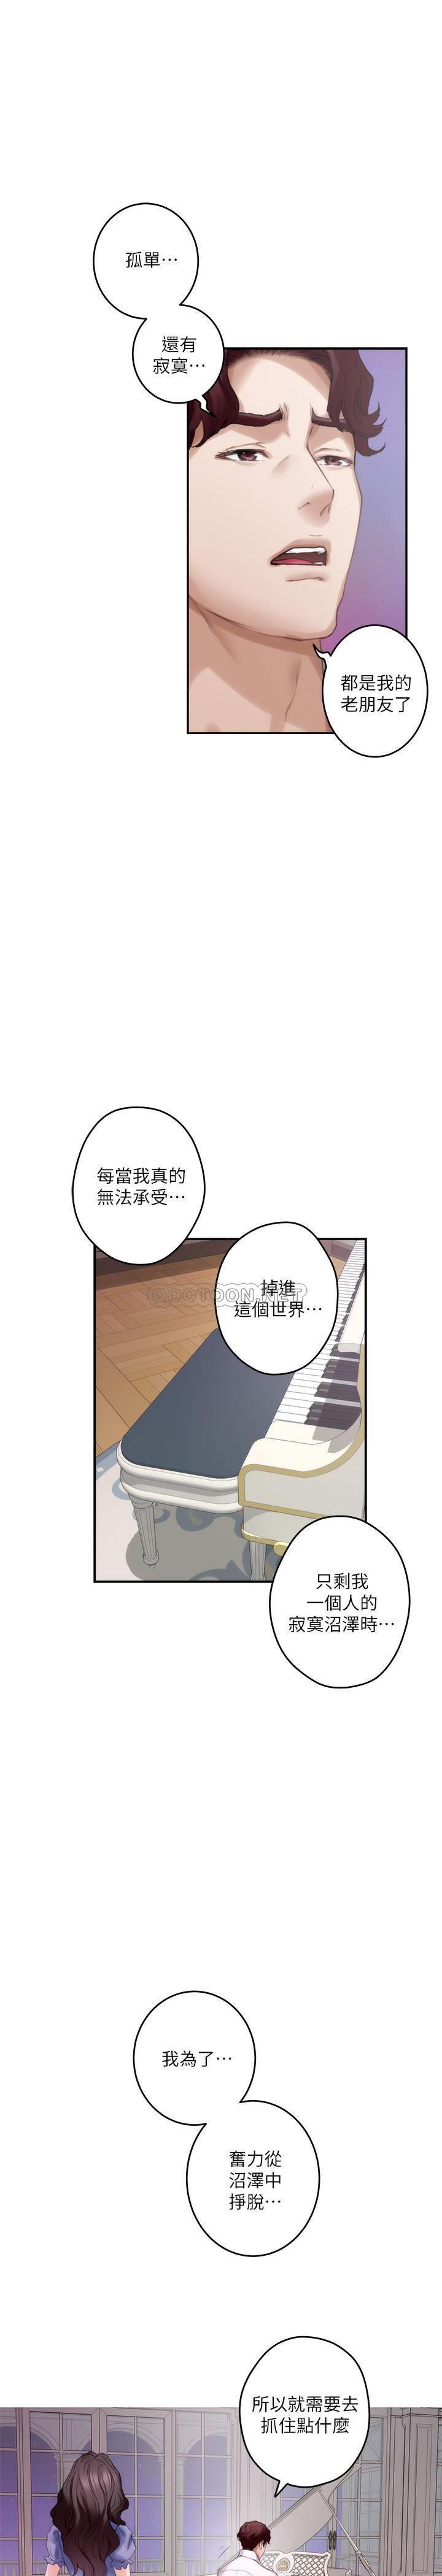 孤單…
還有
寂寞…
都是我的
老朋友了
每當我真的
無法承受…
掉進
這個世界…
QOOTOON.NET
只剩我
一個人的
寂寞沼澤時…
我為了…
奮力從
沼澤中
掙脫…
所以就需要去
抓住點什麼